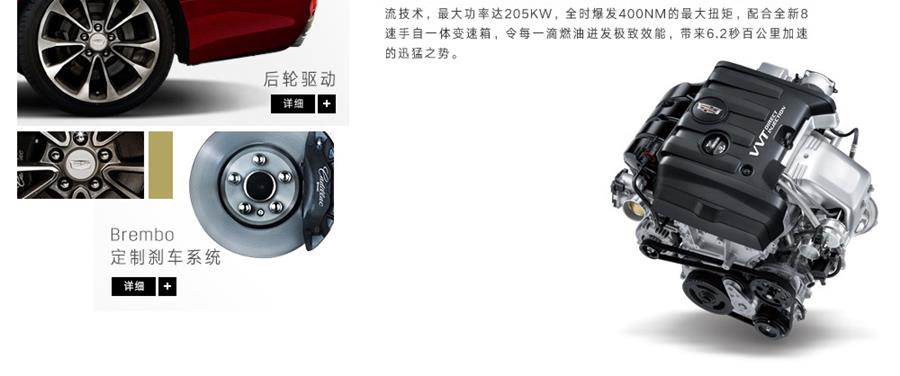 流技术，最大功率达205KW，全时爆发400NM的最大扭矩，配合全新8
速手自一体变速箱，令每一滴燃油迸发极致效能，带来6.2秒百公里加速
的迅猛之势。
后轮驱动
详细 +
Cadillac
Brembo
定制刹车系统
详细 +
VVT DIRECT
INJECTION